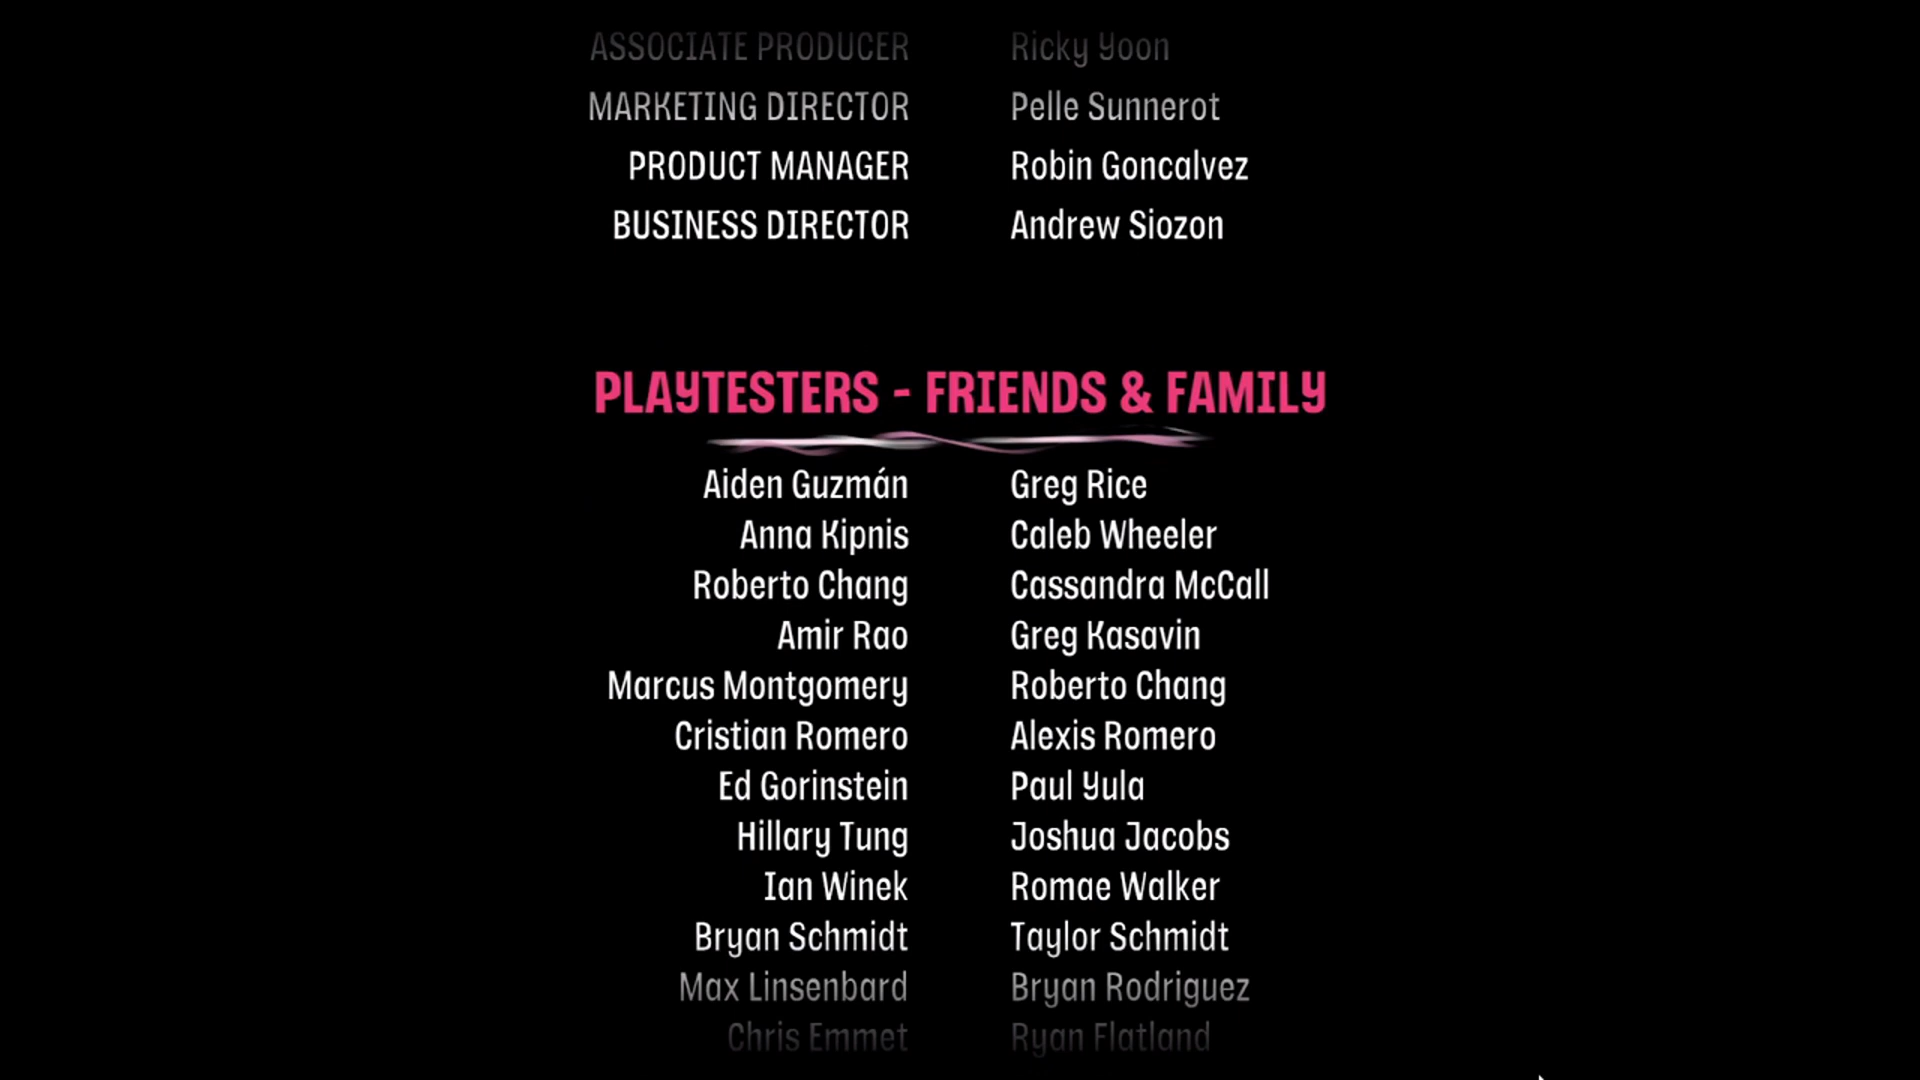 ASSOCIATE PRODUCER Ricky Yoon
MARKETING DIRECTOR Pelle Sunnerot
PRODUCT MANAGER Robin Goncalvez
BUSINESS DIRECTOR Andrew Siozon
PLAYTESTERS - FRIENDS & FAMILY
Aiden Guzmán Greg Rice
Anna Kipnis Caleb Wheeler
Roberto Chang Cassandra McCall
Amir Rao Greg Kasavin
Marcus Montgomery Roberto Chang
Cristian Romero Alexis Romero
Ed Gorinstein Paul Yula
Hillary Tung Joshua Jacobs
Ian Winek Romae Walker
Bryan Schmidt Taylor Schmidt
Max Linsenbard Bryan Rodriguez
Chris Emmet Ryan Flatland